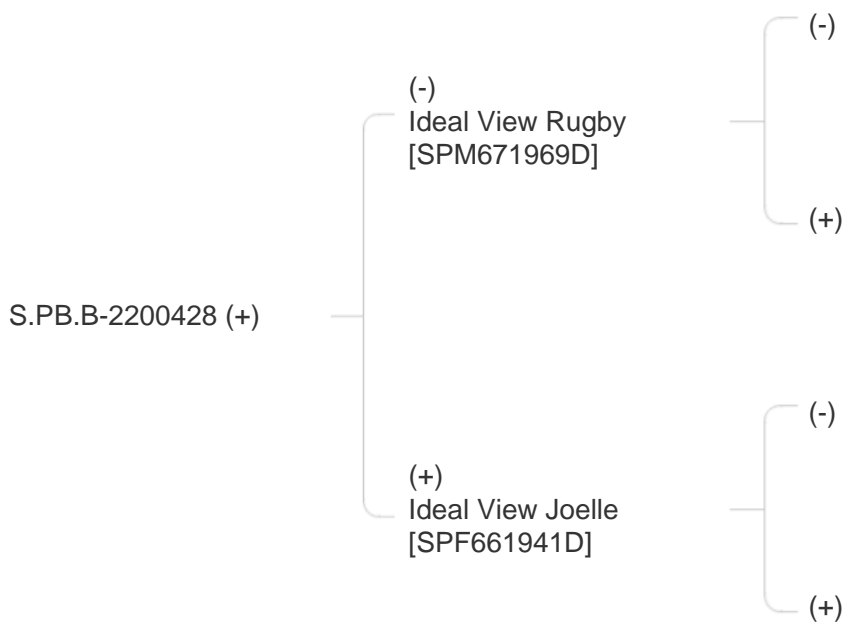 (-)
(-)
Ideal View Rugby
[SPM671969D]
(+)
S.PB.B-2200428 (+)
(-)
(+)
Ideal View Joelle
[SPF661941D]
(+)